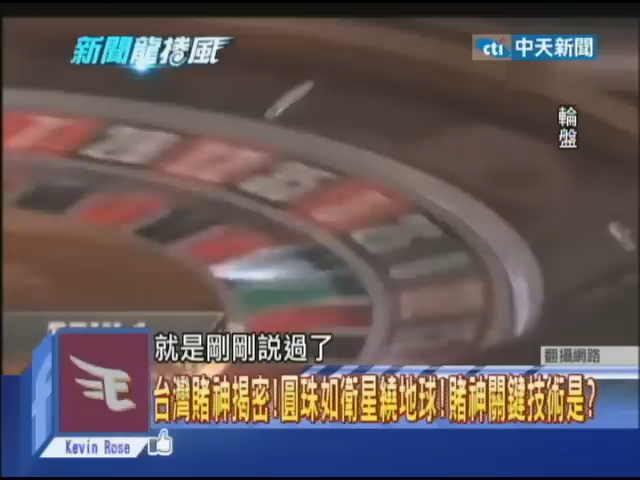 新聞龍捲風
cti 中天新聞
輪盤
翻攝網路
就是剛剛說過了
台灣賭神揭密!圓珠如衛星繞地球!賭神關鍵技術是?
Kevin Rose